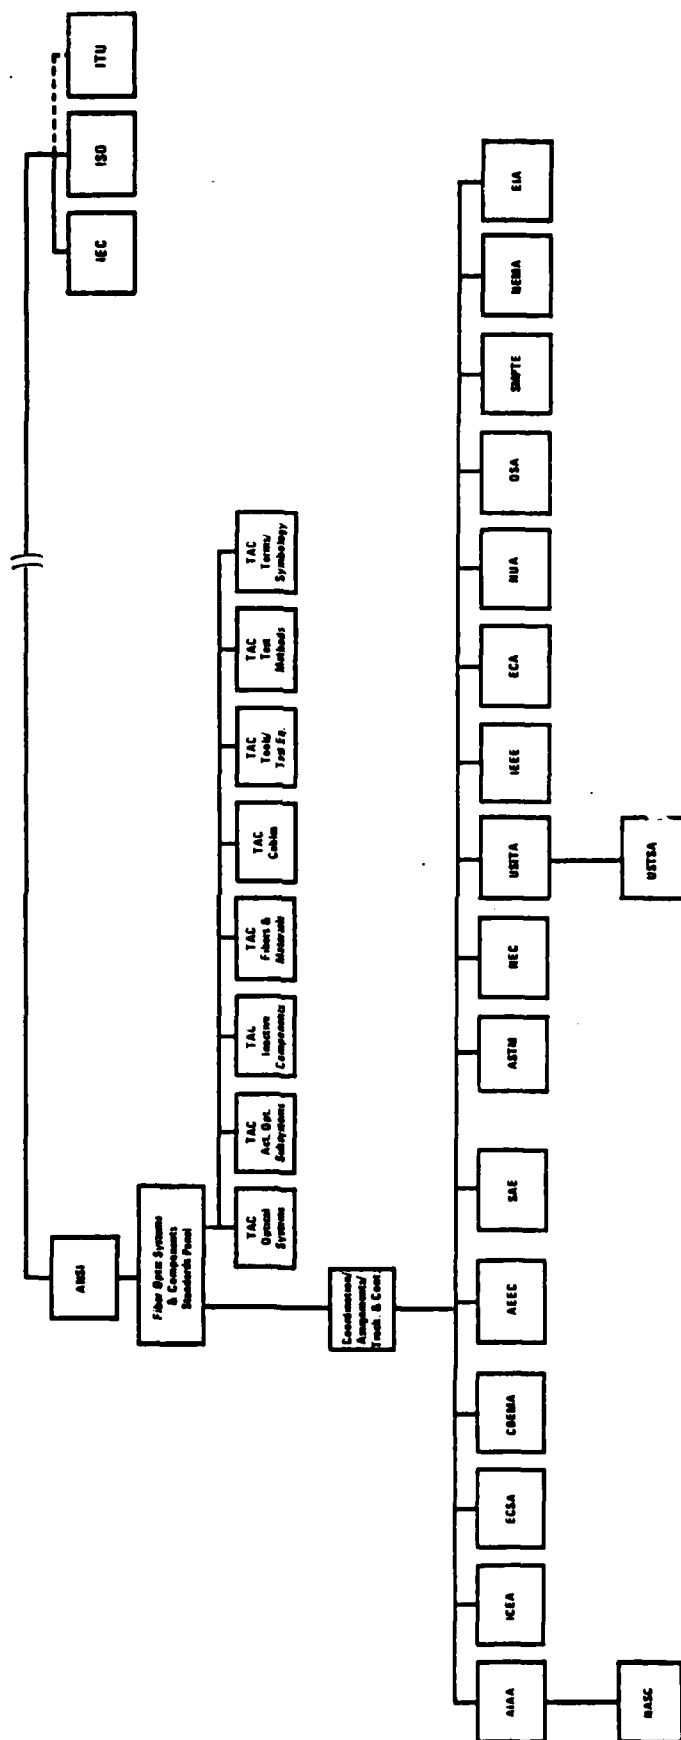 ANSI
IEC
ISO
ITU
Fiber Optic Systems
& Components
Standards Panel
TAC
Optical
Systems
TAC
Act. Opt.
Subsystems
TAC
Inactive
Components
TAC
Fibers &
Materials
TAC
Cables
TAC
Tools/
Test Eq.
TAC
Test
Methods
TAC
Terms/
Symbology
Coordination/
Assignments/
Tech. & Cont.
AIAA
ICEA
ECSA
CBEMA
AEEC
SAE
ASTM
NEC
USITA
IEEE
ECA
NUA
OSA
SMPTE
NEMA
EIA
NASC
USTSA